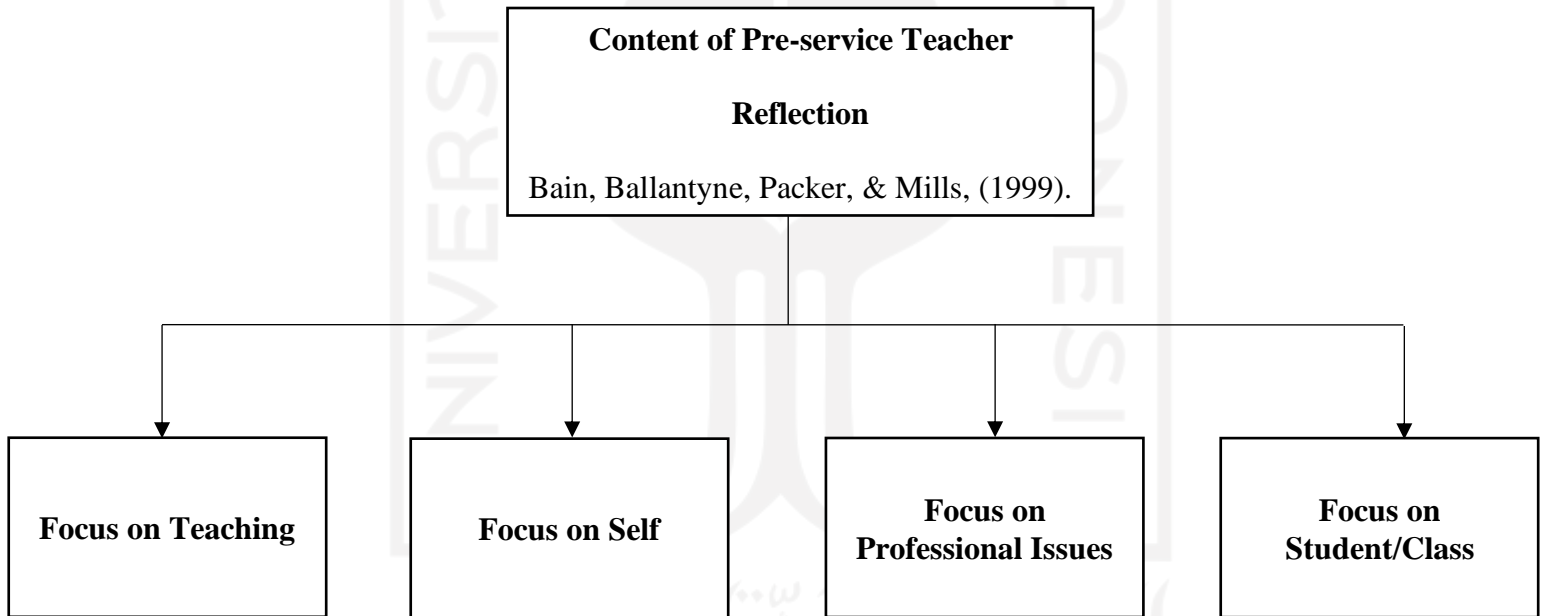 Content of Pre-service Teacher
Reflection
Bain, Ballantyne, Packer, & Mills, (1999).
Focus on Teaching
Focus on Self
Focus on
Professional Issues
Focus on
Student/Class